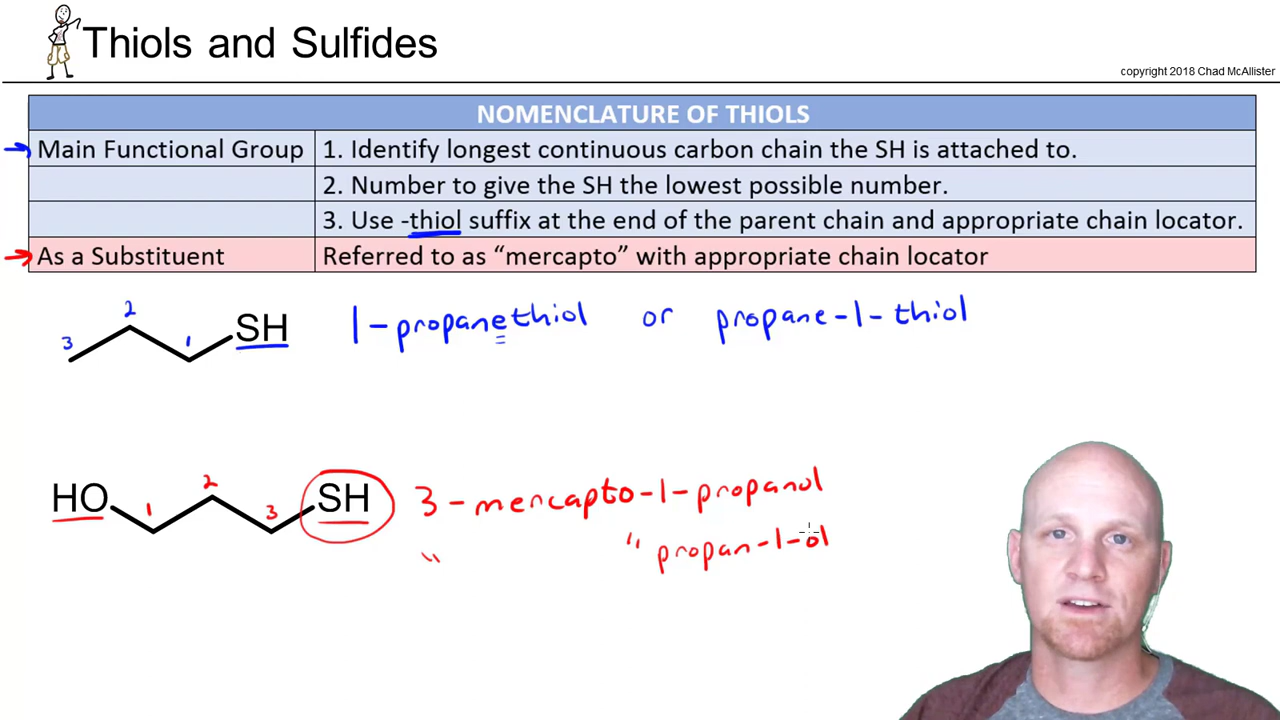 Thiols and Sulfides
copyright 2018 Chad McAllister
NOMENCLATURE OF THIOLS
Main Functional Group 1. Identify longest continuous carbon chain the SH is attached to.
2. Number to give the SH the lowest possible number.
3. Use -thiol suffix at the end of the parent chain and appropriate chain locator.
As a Substituent Referred to as “mercapto” with appropriate chain locator
3 2 1 SH 1-propanethiol or propane-1-thiol
HO 1 2 3 SH 3-mercapto-1-propanol
" " propan-1-ol